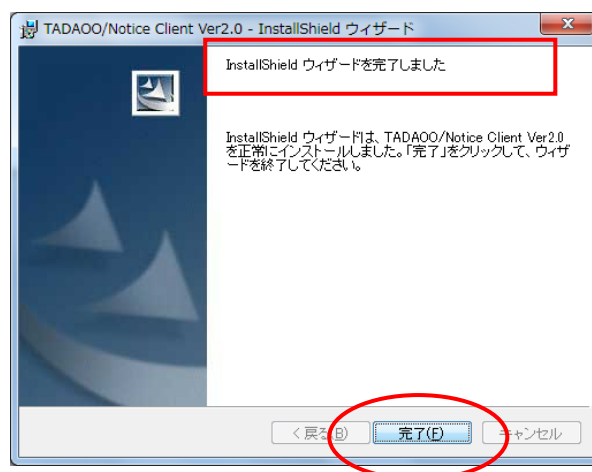 TADAOO/Notice Client Ver2.0 - InstallShield ウィザード
InstallShield ウィザードを完了しました
InstallShield ウィザードは、TADAOO/Notice Client Ver2.0
を正常にインストールしました。「完了」をクリックして、ウィザ
ードを終了してください。
< 戻る(B) 完了(F) キャンセル